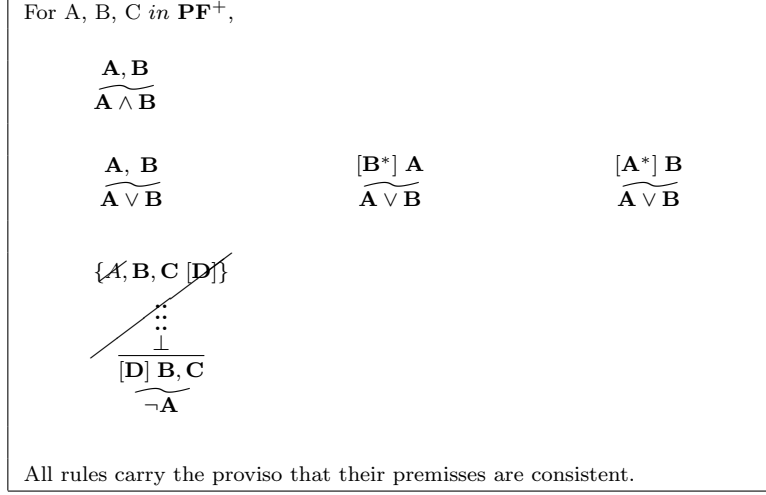 For A, B, C in PF⁺,
A, B
A ∧ B
A, B [B*] A [A*] B
A ∨ B A ∨ B A ∨ B
{A, B, C [D]}
⊥
[D] B, C
¬A
All rules carry the proviso that their premisses are consistent.